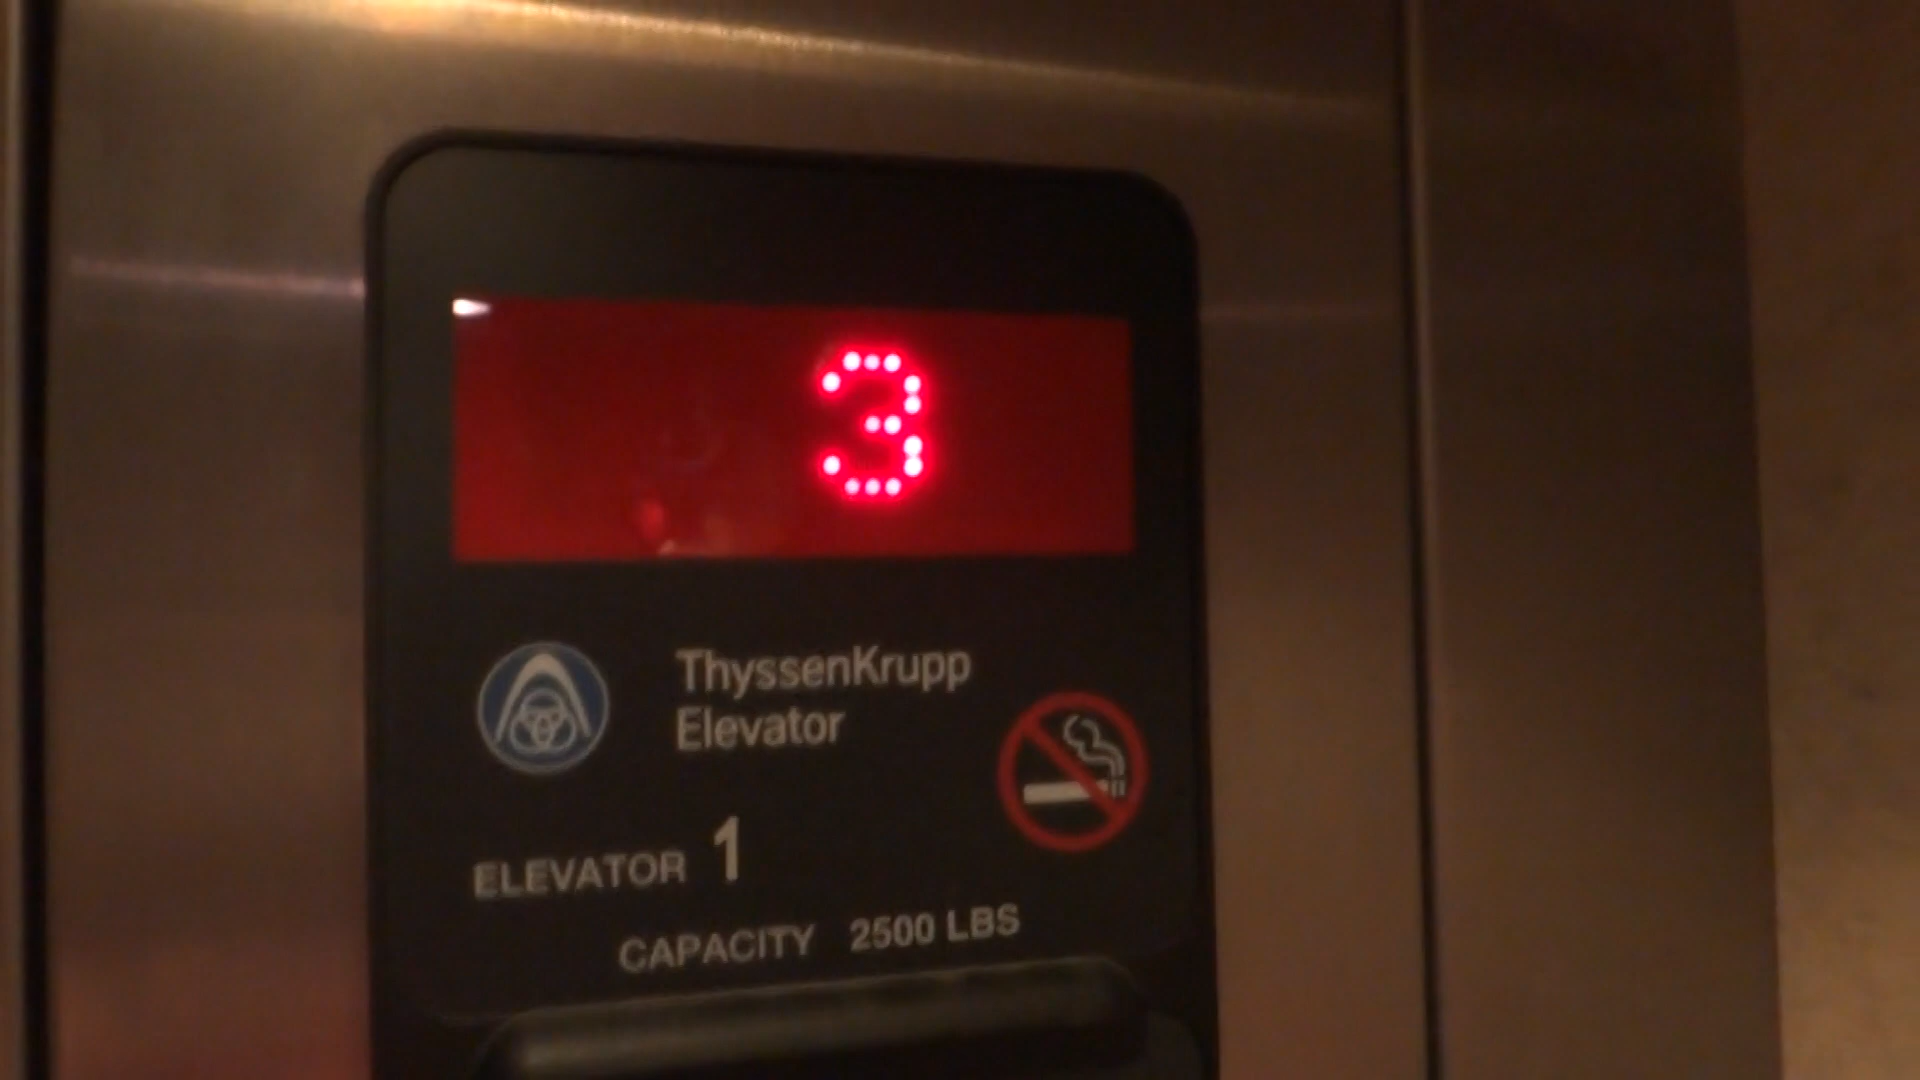 3
ThyssenKrupp
Elevator
ELEVATOR 1
CAPACITY 2500 LBS